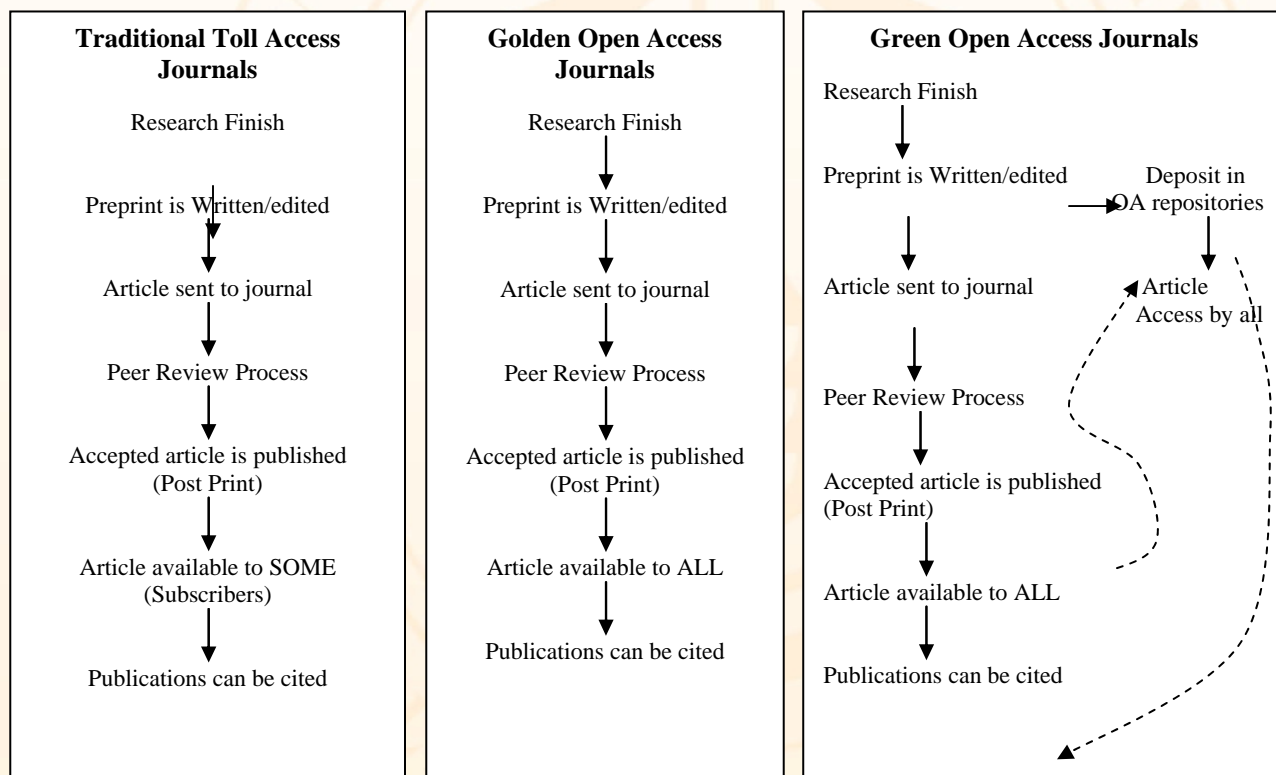 Traditional Toll Access
Journals
Research Finish
Preprint is Written/edited
Article sent to journal
Peer Review Process
Accepted article is published
(Post Print)
Article available to SOME
(Subscribers)
Publications can be cited
Golden Open Access
Journals
Research Finish
Preprint is Written/edited
Article sent to journal
Peer Review Process
Accepted article is published
(Post Print)
Article available to ALL
Publications can be cited
Green Open Access Journals
Research Finish
Preprint is Written/edited
Article sent to journal
Peer Review Process
Accepted article is published
(Post Print)
Article available to ALL
Publications can be cited
Deposit in
OA repositories
Article
Access by all